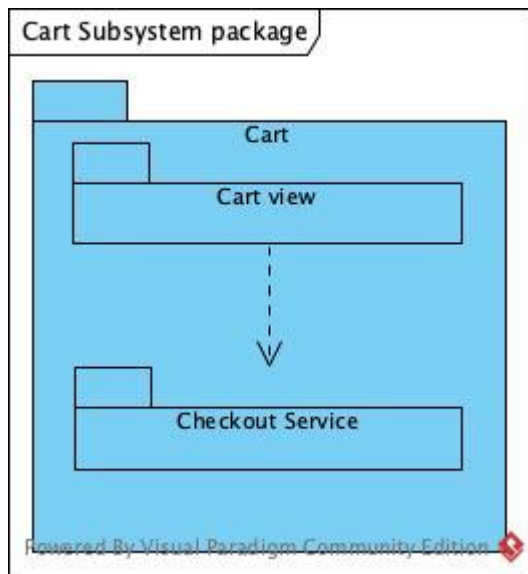 Cart Subsystem package
Cart
Cart view
Checkout Service
Powered By Visual Paradigm Community Edition